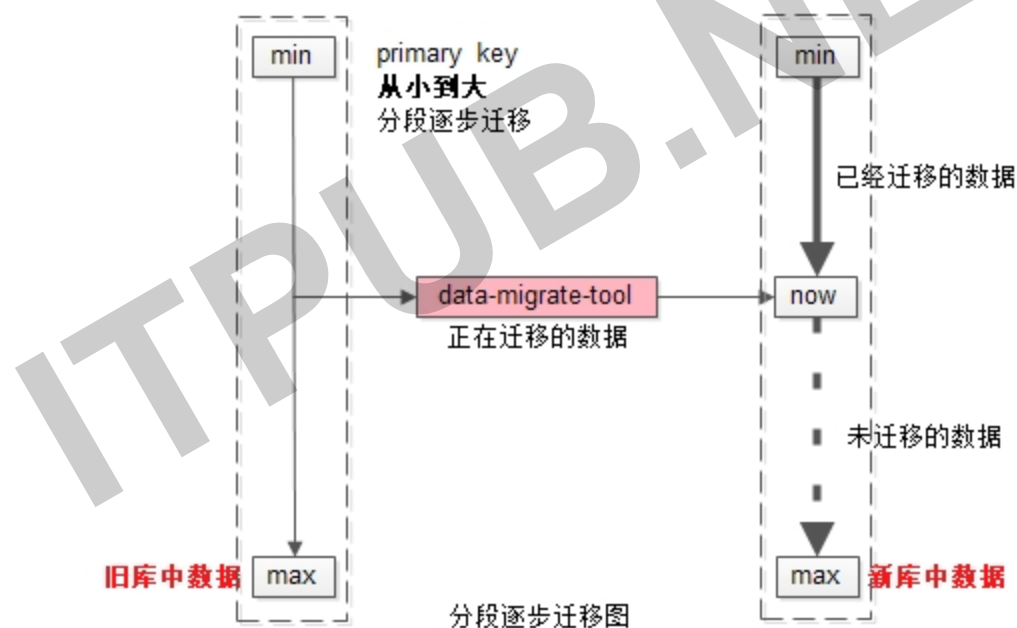 min
primary key
从小到大
分段逐步迁移
min
已经迁移的数据
data-migrate-tool
now
正在迁移的数据
未迁移的数据
旧库中数据
max
max
新库中数据
分段逐步迁移图
ITPUB.NE